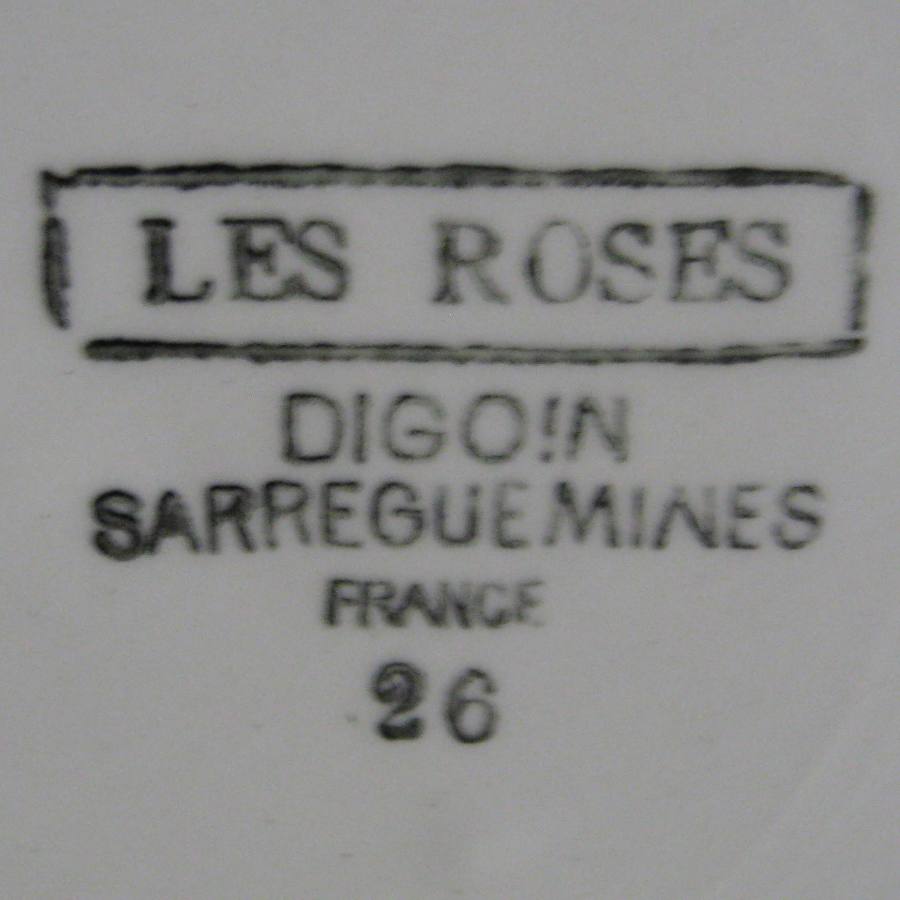 LES ROSES
DIGOIN
SARREGUEMINES
FRANCE
26